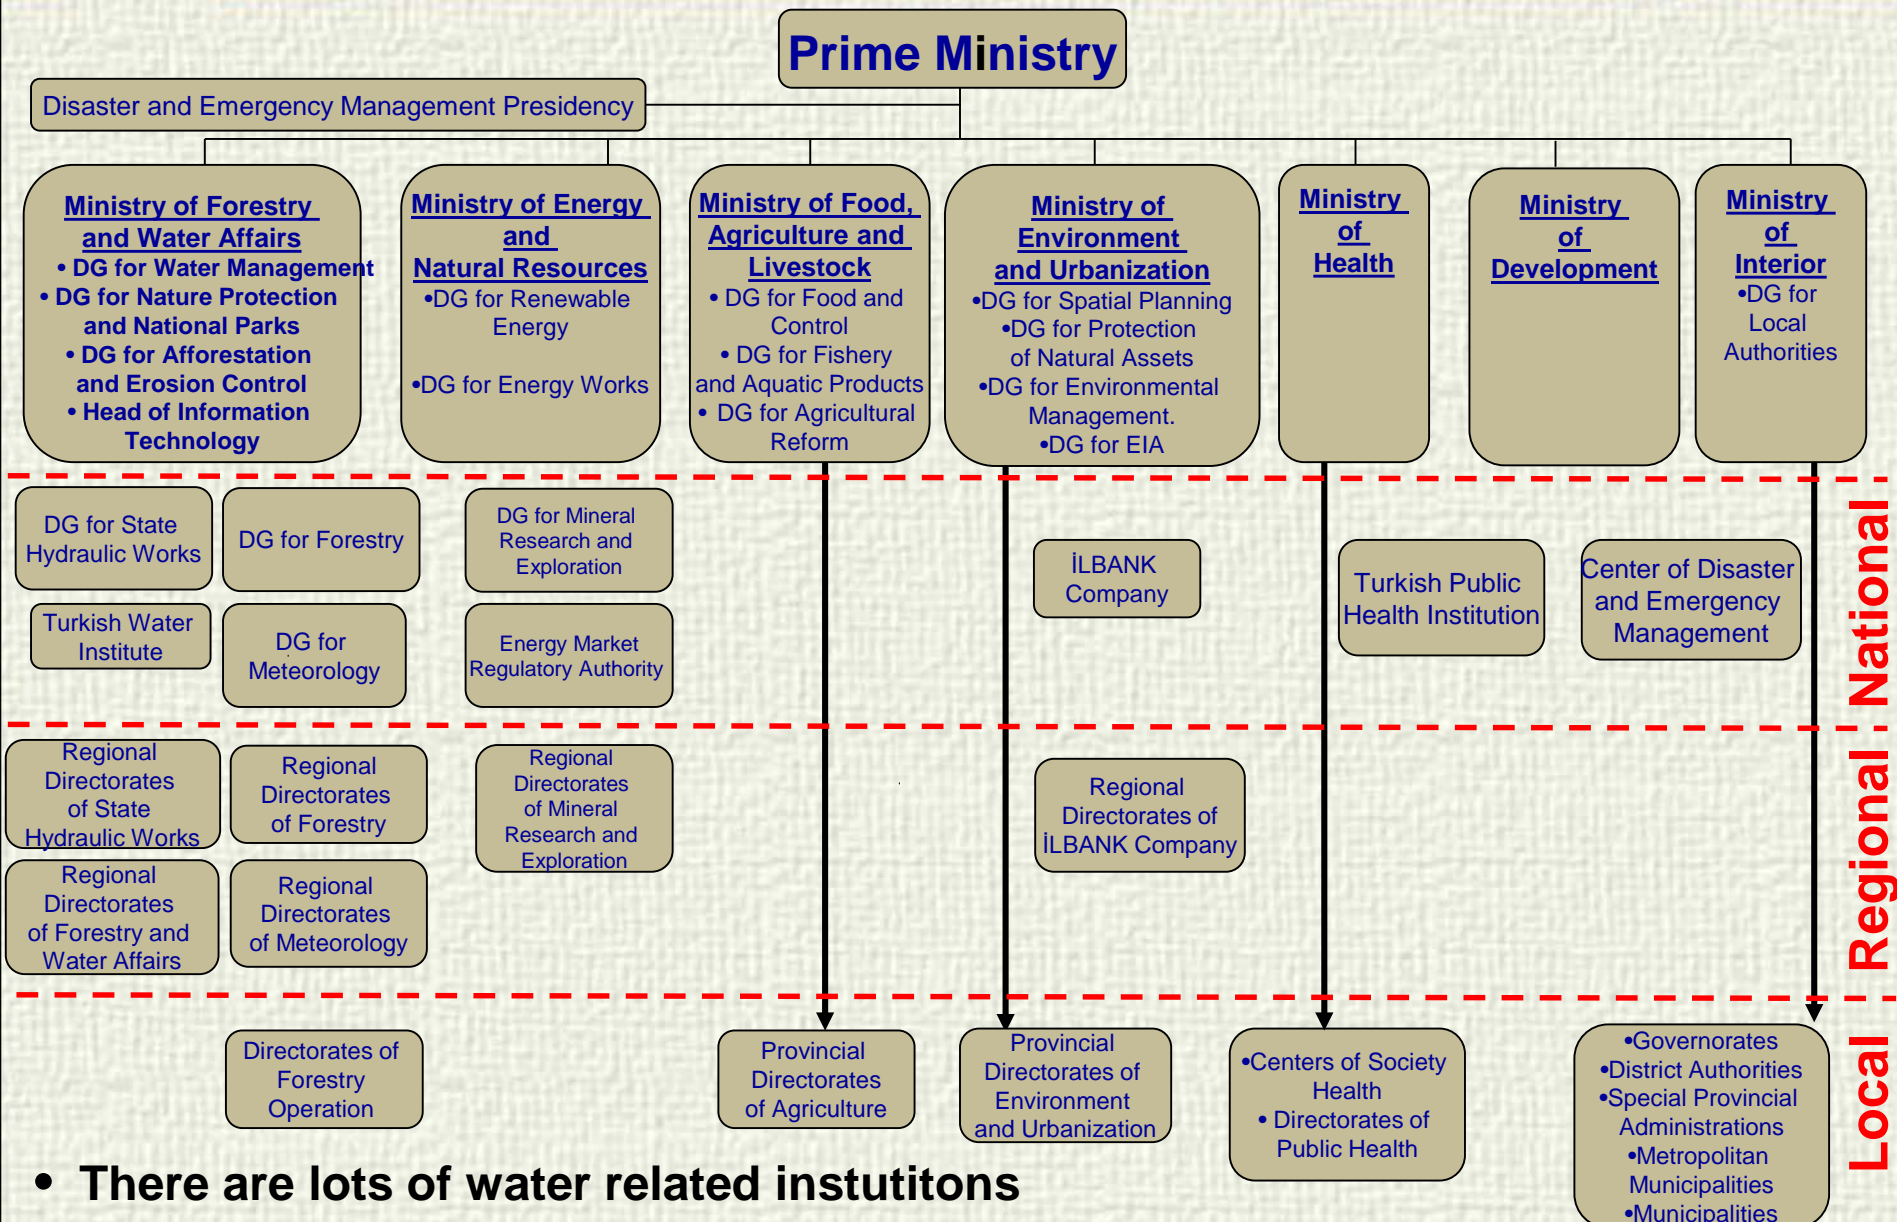 Prime Ministry
Disaster and Emergency Management Presidency
Ministry of Forestry
and Water Affairs
• DG for Water Management
• DG for Nature Protection
and National Parks
• DG for Afforestation
and Erosion Control
• Head of Information
Technology
Ministry of Energy
and
Natural Resources
•DG for Renewable
Energy
•DG for Energy Works
Ministry of Food,
Agriculture and
Livestock
• DG for Food and
Control
• DG for Fishery
and Aquatic Products
• DG for Agricultural
Reform
Ministry of
Environment
and Urbanization
•DG for Spatial Planning
•DG for Protection
of Natural Assets
•DG for Environmental
Management.
•DG for EIA
Ministry
of
Health
Ministry
of
Development
Ministry
of
Interior
•DG for
Local
Authorities
National
DG for State
Hydraulic Works
DG for Forestry
DG for Mineral
Research and
Exploration
İLBANK
Company
Turkish Public
Health Institution
Center of Disaster
and Emergency
Management
Turkish Water
Institute
DG for
Meteorology
Energy Market
Regulatory Authority
Regional
Regional
Directorates
of State
Hydraulic Works
Regional
Directorates
of Forestry
Regional
Directorates
of Mineral
Research and
Exploration
Regional
Directorates of
İLBANK Company
Regional
Directorates
of Forestry and
Water Affairs
Regional
Directorates
of Meteorology
Local
Directorates of
Forestry
Operation
Provincial
Directorates
of Agriculture
Provincial
Directorates of
Environment
and Urbanization
•Centers of Society
Health
• Directorates of
Public Health
•Governorates
•District Authorities
•Special Provincial
Administrations
•Metropolitan
Municipalities
•Municipalities
• There are lots of water related instutitons